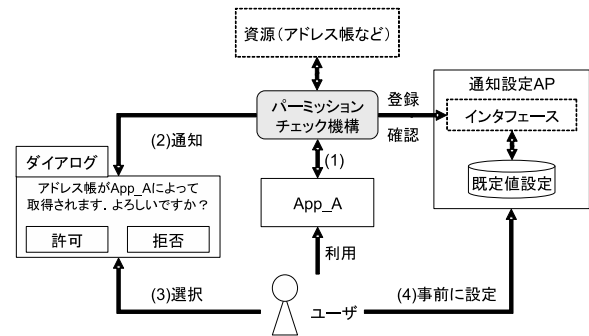 資源(アドレス帳など)
通知設定AP
パーミッション
チェック機構
登録
確認
インタフェース
(2)通知
(1)
既定値設定
ダイアログ
アドレス帳がApp_Aによって
取得されます.よろしいですか?
許可
拒否
App_A
利用
(3)選択
ユーザ
(4)事前に設定